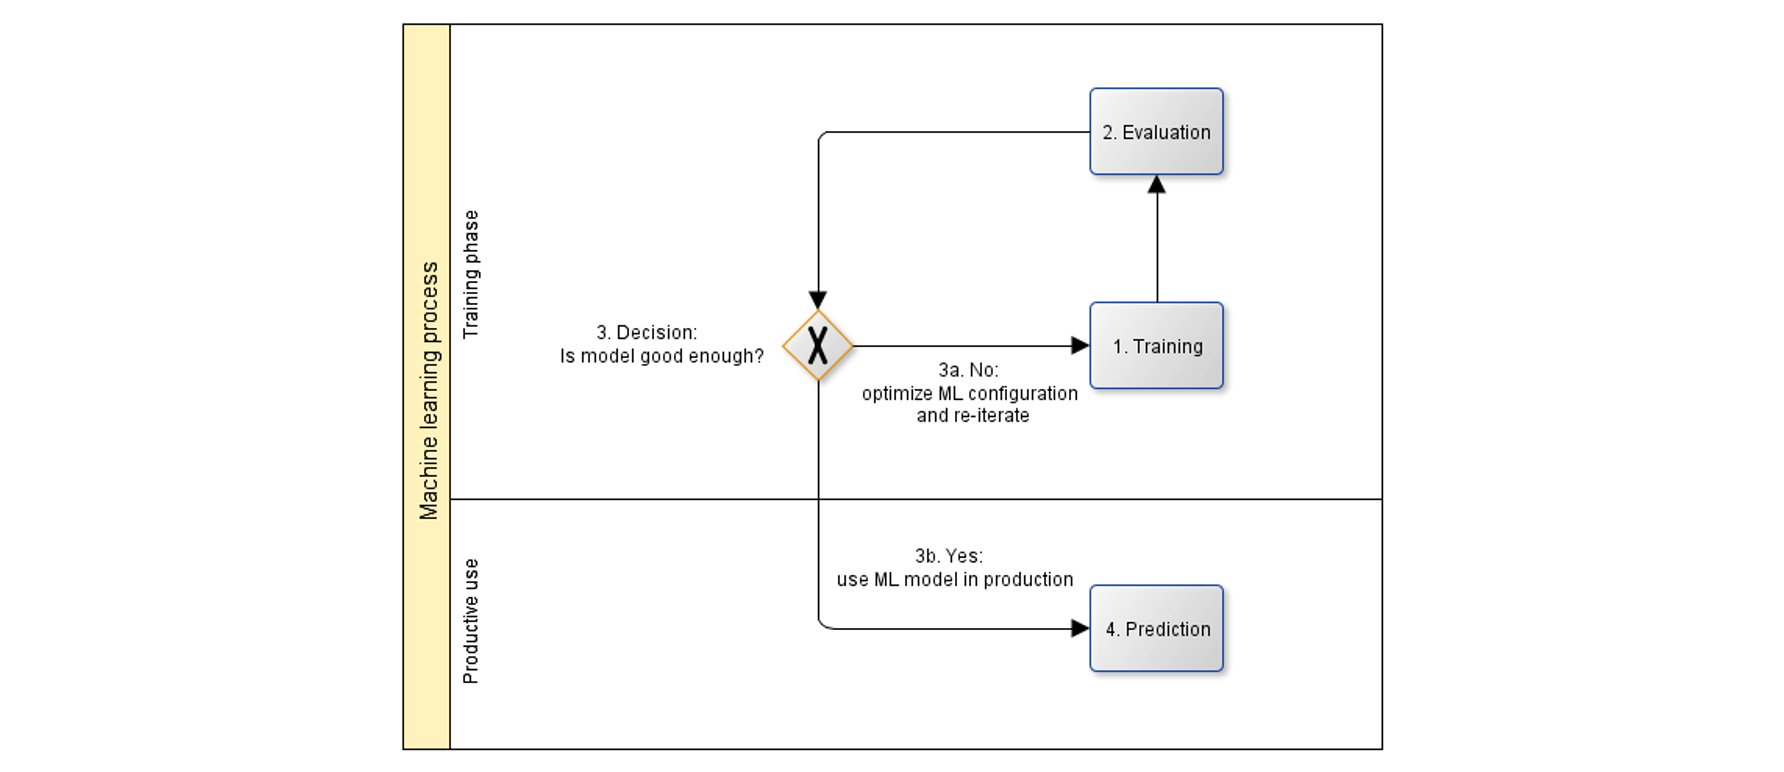 Machine learning process
Training phase
2. Evaluation
3. Decision:
Is model good enough?
1. Training
3a. No:
optimize ML configuration
and re-iterate
Productive use
3b. Yes:
use ML model in production
4. Prediction